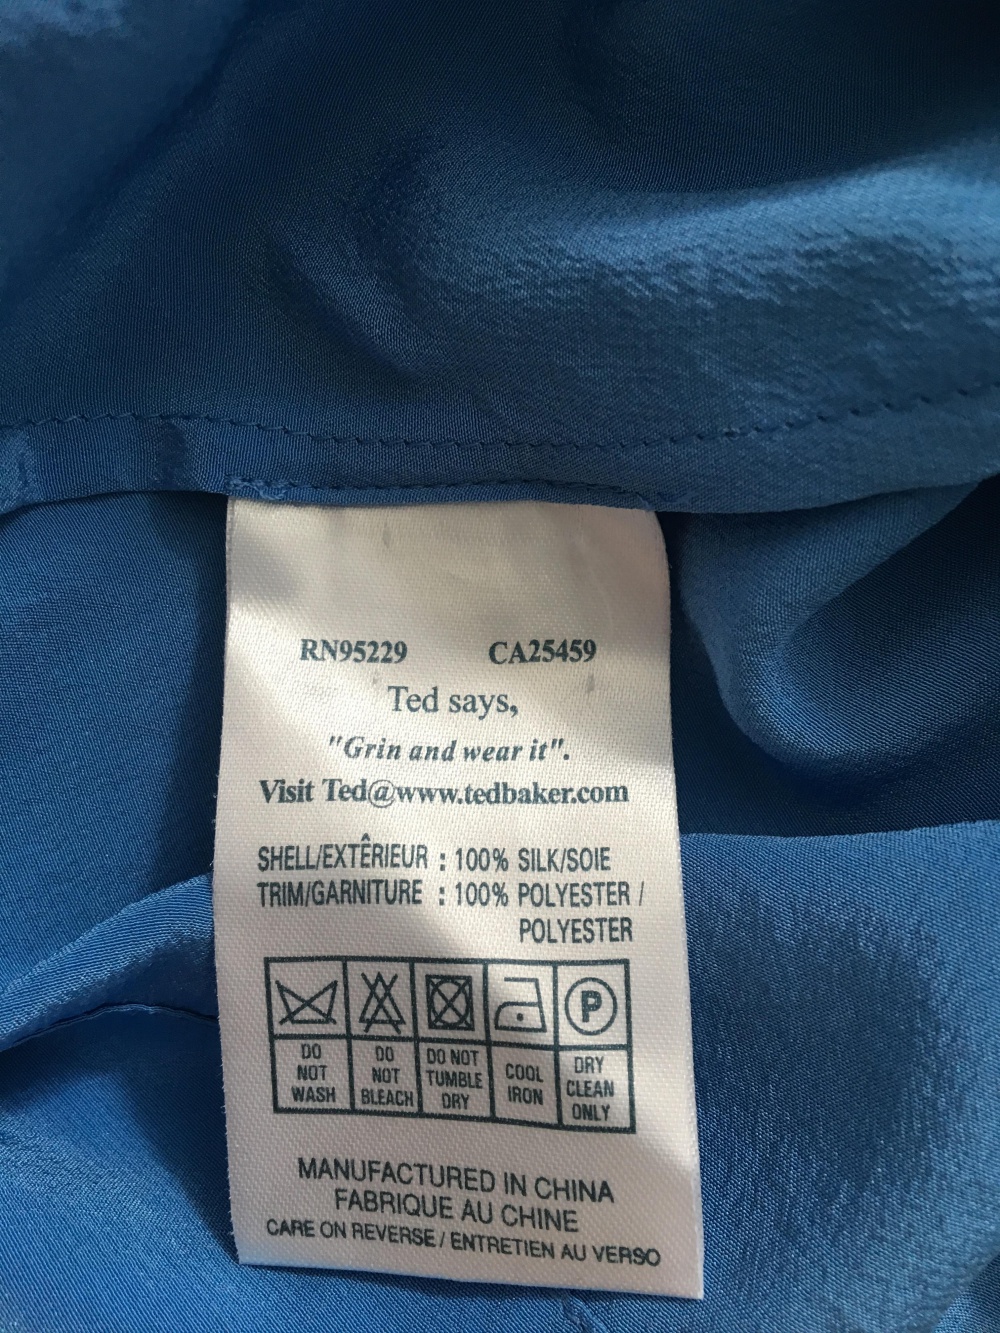 RN95229 CA25459
Ted says,
"Grin and wear it".
Visit Ted@www.tedbaker.com
SHELL/EXTÊRIEUR : 100% SILK/SOIE
TRIM/GARNITURE : 100% POLYESTER /
POLYESTER
P
DO NOT WASH
DO NOT BLEACH
DO NOT TUMBLE DRY
COOL IRON
DRY CLEAN ONLY
MANUFACTURED IN CHINA
FABRIQUE AU CHINE
CARE ON REVERSE / ENTRETIEN AU VERSO